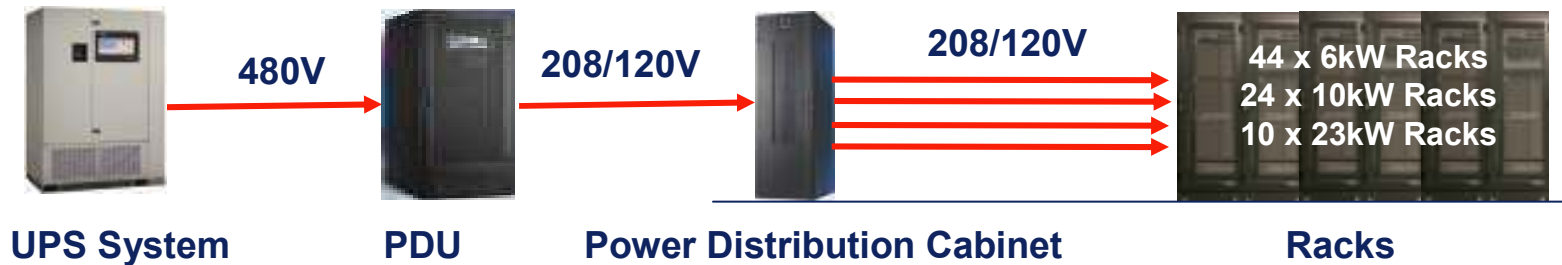 480V
208/120V
208/120V
44 x 6kW Racks
24 x 10kW Racks
10 x 23kW Racks
UPS System
PDU
Power Distribution Cabinet
Racks